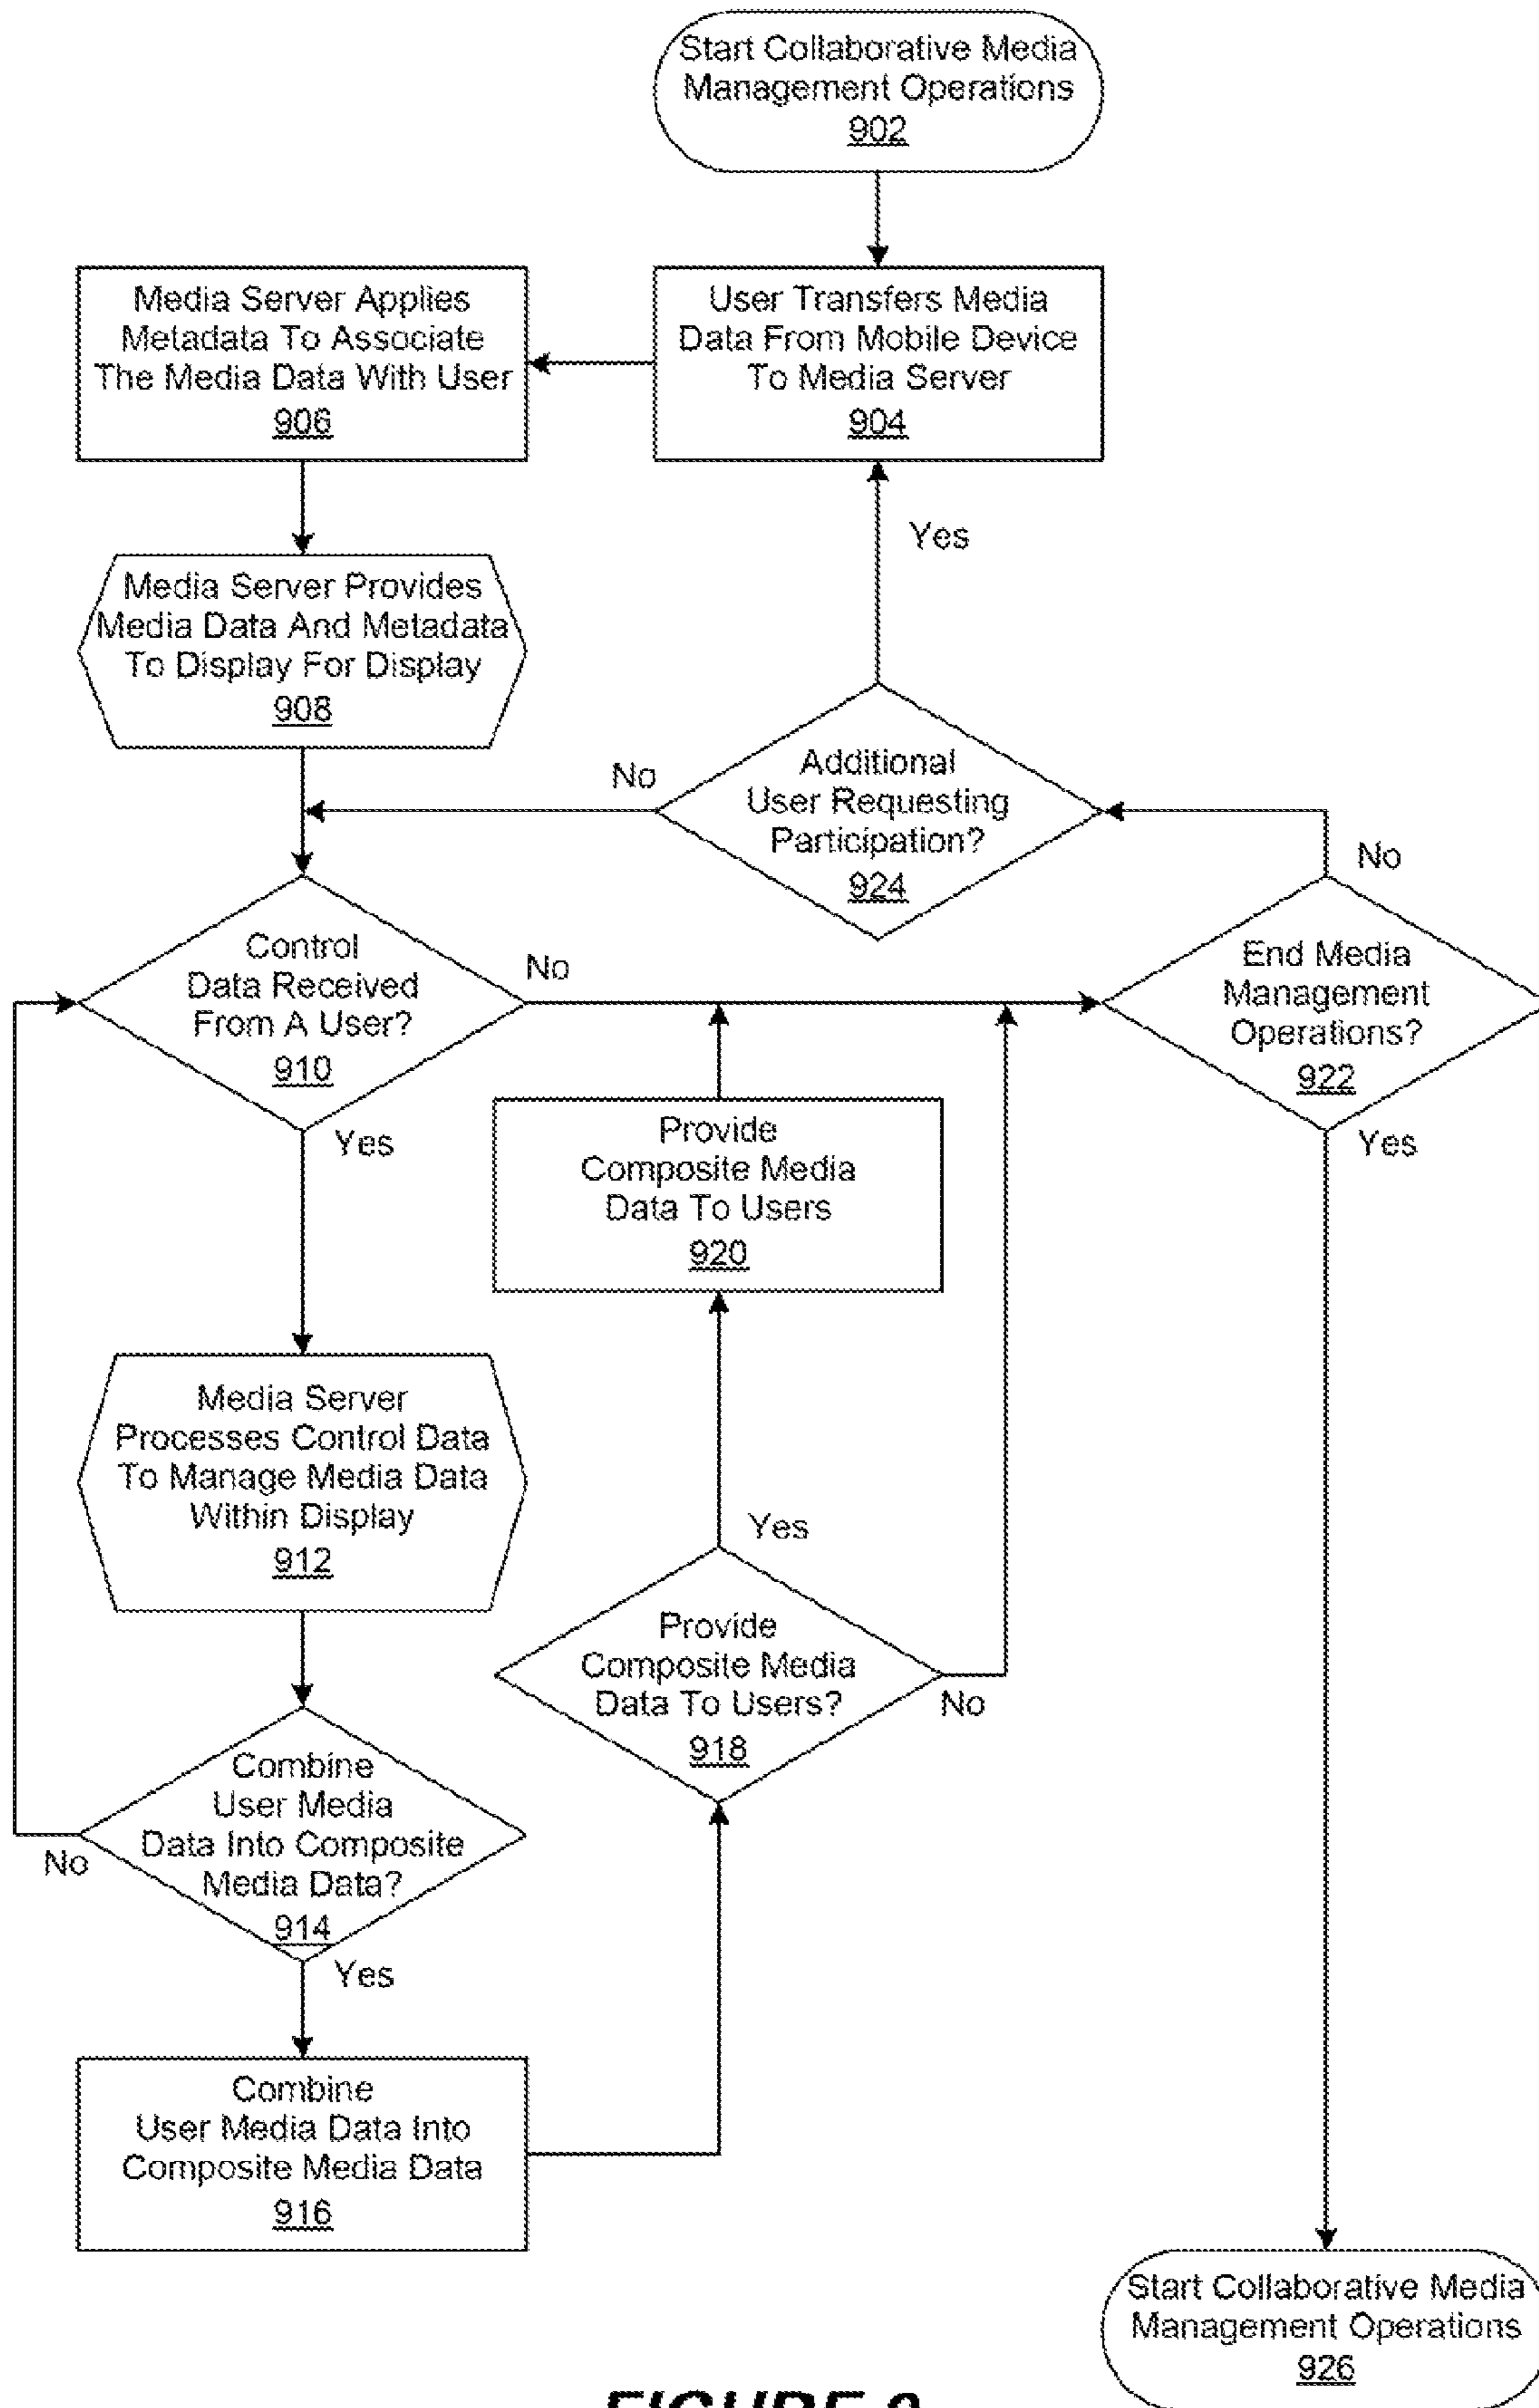 Start Collaborative Media
Management Operations
902
Media Server Applies
Metadata To Associate
The Media Data With User
906
User Transfers Media
Data From Mobile Device
To Media Server
904
Yes
Media Server Provides
Media Data And Metadata
To Display For Display
908
No
Additional
User Requesting
Participation?
924
No
Control
Data Received
From A User?
910
No
Yes
End Media
Management
Operations?
922
Yes
Provide
Composite Media
Data To Users
920
Media Server
Processes Control Data
To Manage Media Data
Within Display
912
Yes
Provide
Composite Media
Data To Users?
918
No
Combine
User Media
Data Into Composite
Media Data?
914
No
Yes
Combine
User Media Data Into
Composite Media Data
916
Start Collaborative Media
Management Operations
926
FIGURE 9